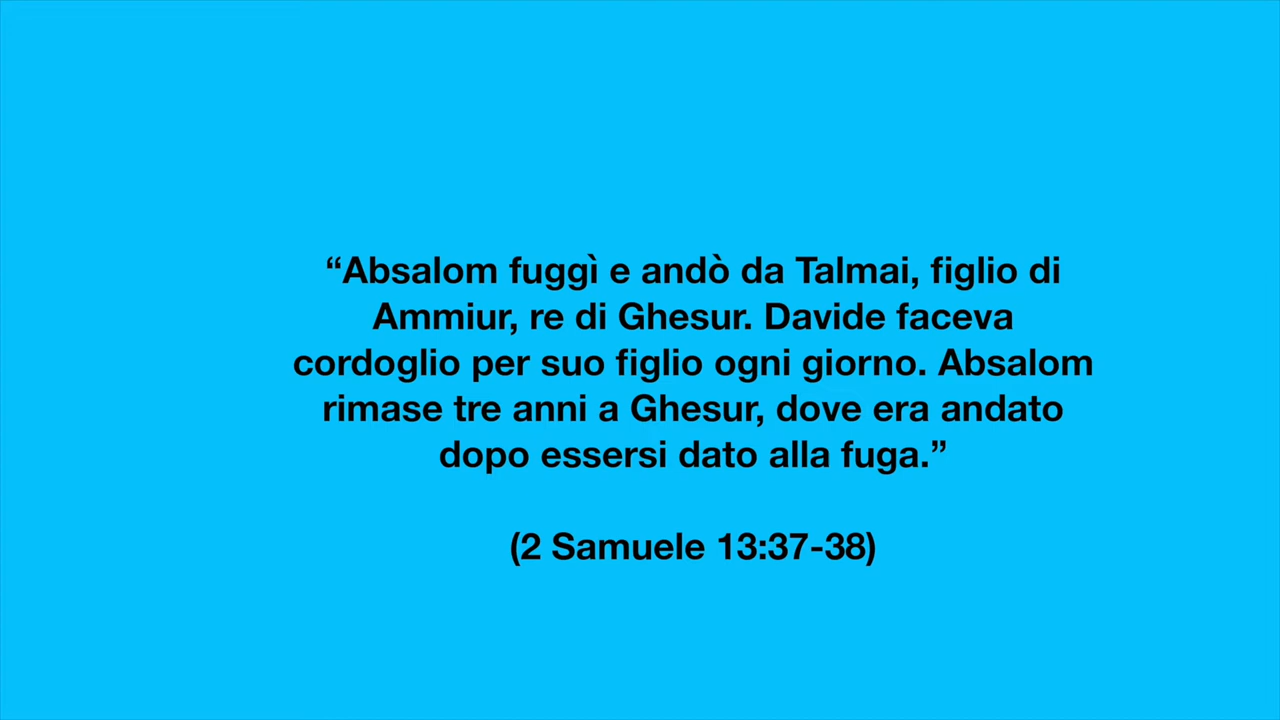 “Absalom fuggì e andò da Talmai, figlio di
Ammiur, re di Ghesur. Davide faceva
cordoglio per suo figlio ogni giorno. Absalom
rimase tre anni a Ghesur, dove era andato
dopo essersi dato alla fuga.”
(2 Samuele 13:37-38)